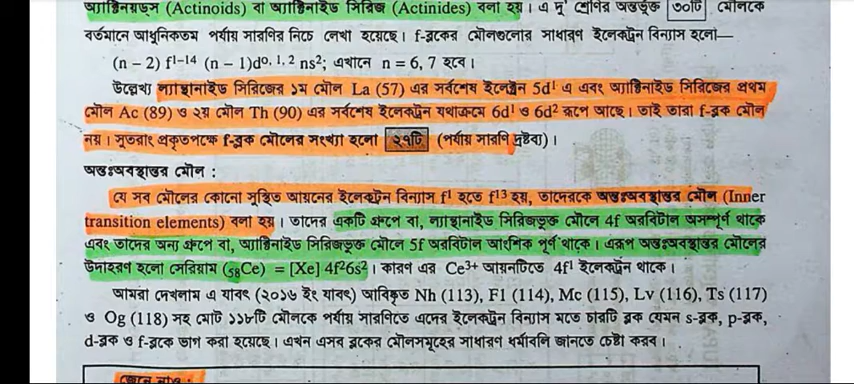 অ্যাক্টিনয়ডস (Actinoids) বা অ্যাক্টিনাইড সিরিজ (Actinides) বলা হয়। এ দু' শ্রেণির অন্তর্ভুক্ত ৩০টি মৌলকে
বর্তমানে আধুনিকতম পর্যায় সারণির নিচে লেখা হয়েছে। f-ব্লকের মৌলগুলোর সাধারণ ইলেকট্রন বিন্যাস হলো—
(n – 2) f¹⁻¹⁴ (n – 1)d⁰, ¹, ² ns²; এখানে n = 6, 7 হবে।
উল্লেখ্য ল্যান্থানাইড সিরিজের ১ম মৌল La (57) এর সর্বশেষ ইলেকট্রন 5d¹ এ এবং অ্যাক্টিনাইড সিরিজের প্রথম
মৌল Ac (89) ও ২য় মৌল Th (90) এর সর্বশেষ ইলেকট্রন যথাক্রমে 6d¹ ও 6d² রূপে আছে। তাই তারা f-ব্লক মৌল
নয়। সুতরাং প্রকৃতপক্ষে f-ব্লক মৌলের সংখ্যা হলো ২৭টি (পর্যায় সারণি দ্রষ্টব্য)।
অন্তঃঅবস্থান্তর মৌল :
যে সব মৌলের কোনো সুস্থিত আয়নের ইলেকট্রন বিন্যাস f¹ হতে f¹³ হয়, তাদেরকে অন্তঃঅবস্থান্তর মৌল (Inner
transition elements) বলা হয়। তাদের একটি গ্রুপে বা, ল্যান্থানাইড সিরিজভুক্ত মৌলে 4f অরবিটাল অসম্পূর্ণ থাকে
এবং তাদের অন্য গ্রুপে বা, অ্যাক্টিনাইড সিরিজভুক্ত মৌলে 5f অরবিটাল আংশিক পূর্ণ থাকে। এরূপ অন্তঃঅবস্থান্তর মৌলের
উদাহরণ হলো সেরিয়াম (₅₈Ce) = [Xe] 4f²6s²। কারণ এর Ce³⁺ আয়নটিতে 4f¹ ইলেকট্রন থাকে।
আমরা দেখলাম এ যাবৎ (২০১৬ ইং যাবৎ) আবিষ্কৃত Nh (113), Fl (114), Mc (115), Lv (116), Ts (117)
ও Og (118) সহ মোট ১১৮টি মৌলকে পর্যায় সারণিতে এদের ইলেকট্রন বিন্যাস মতে চারটি ব্লক যেমন s-ব্লক, p-ব্লক,
d-ব্লক ও f-ব্লকে ভাগ করা হয়েছে। এখন এসব ব্লকের মৌলসমূহের সাধারণ ধর্মাবলি জানতে চেষ্টা করব।
জেনে নাও :